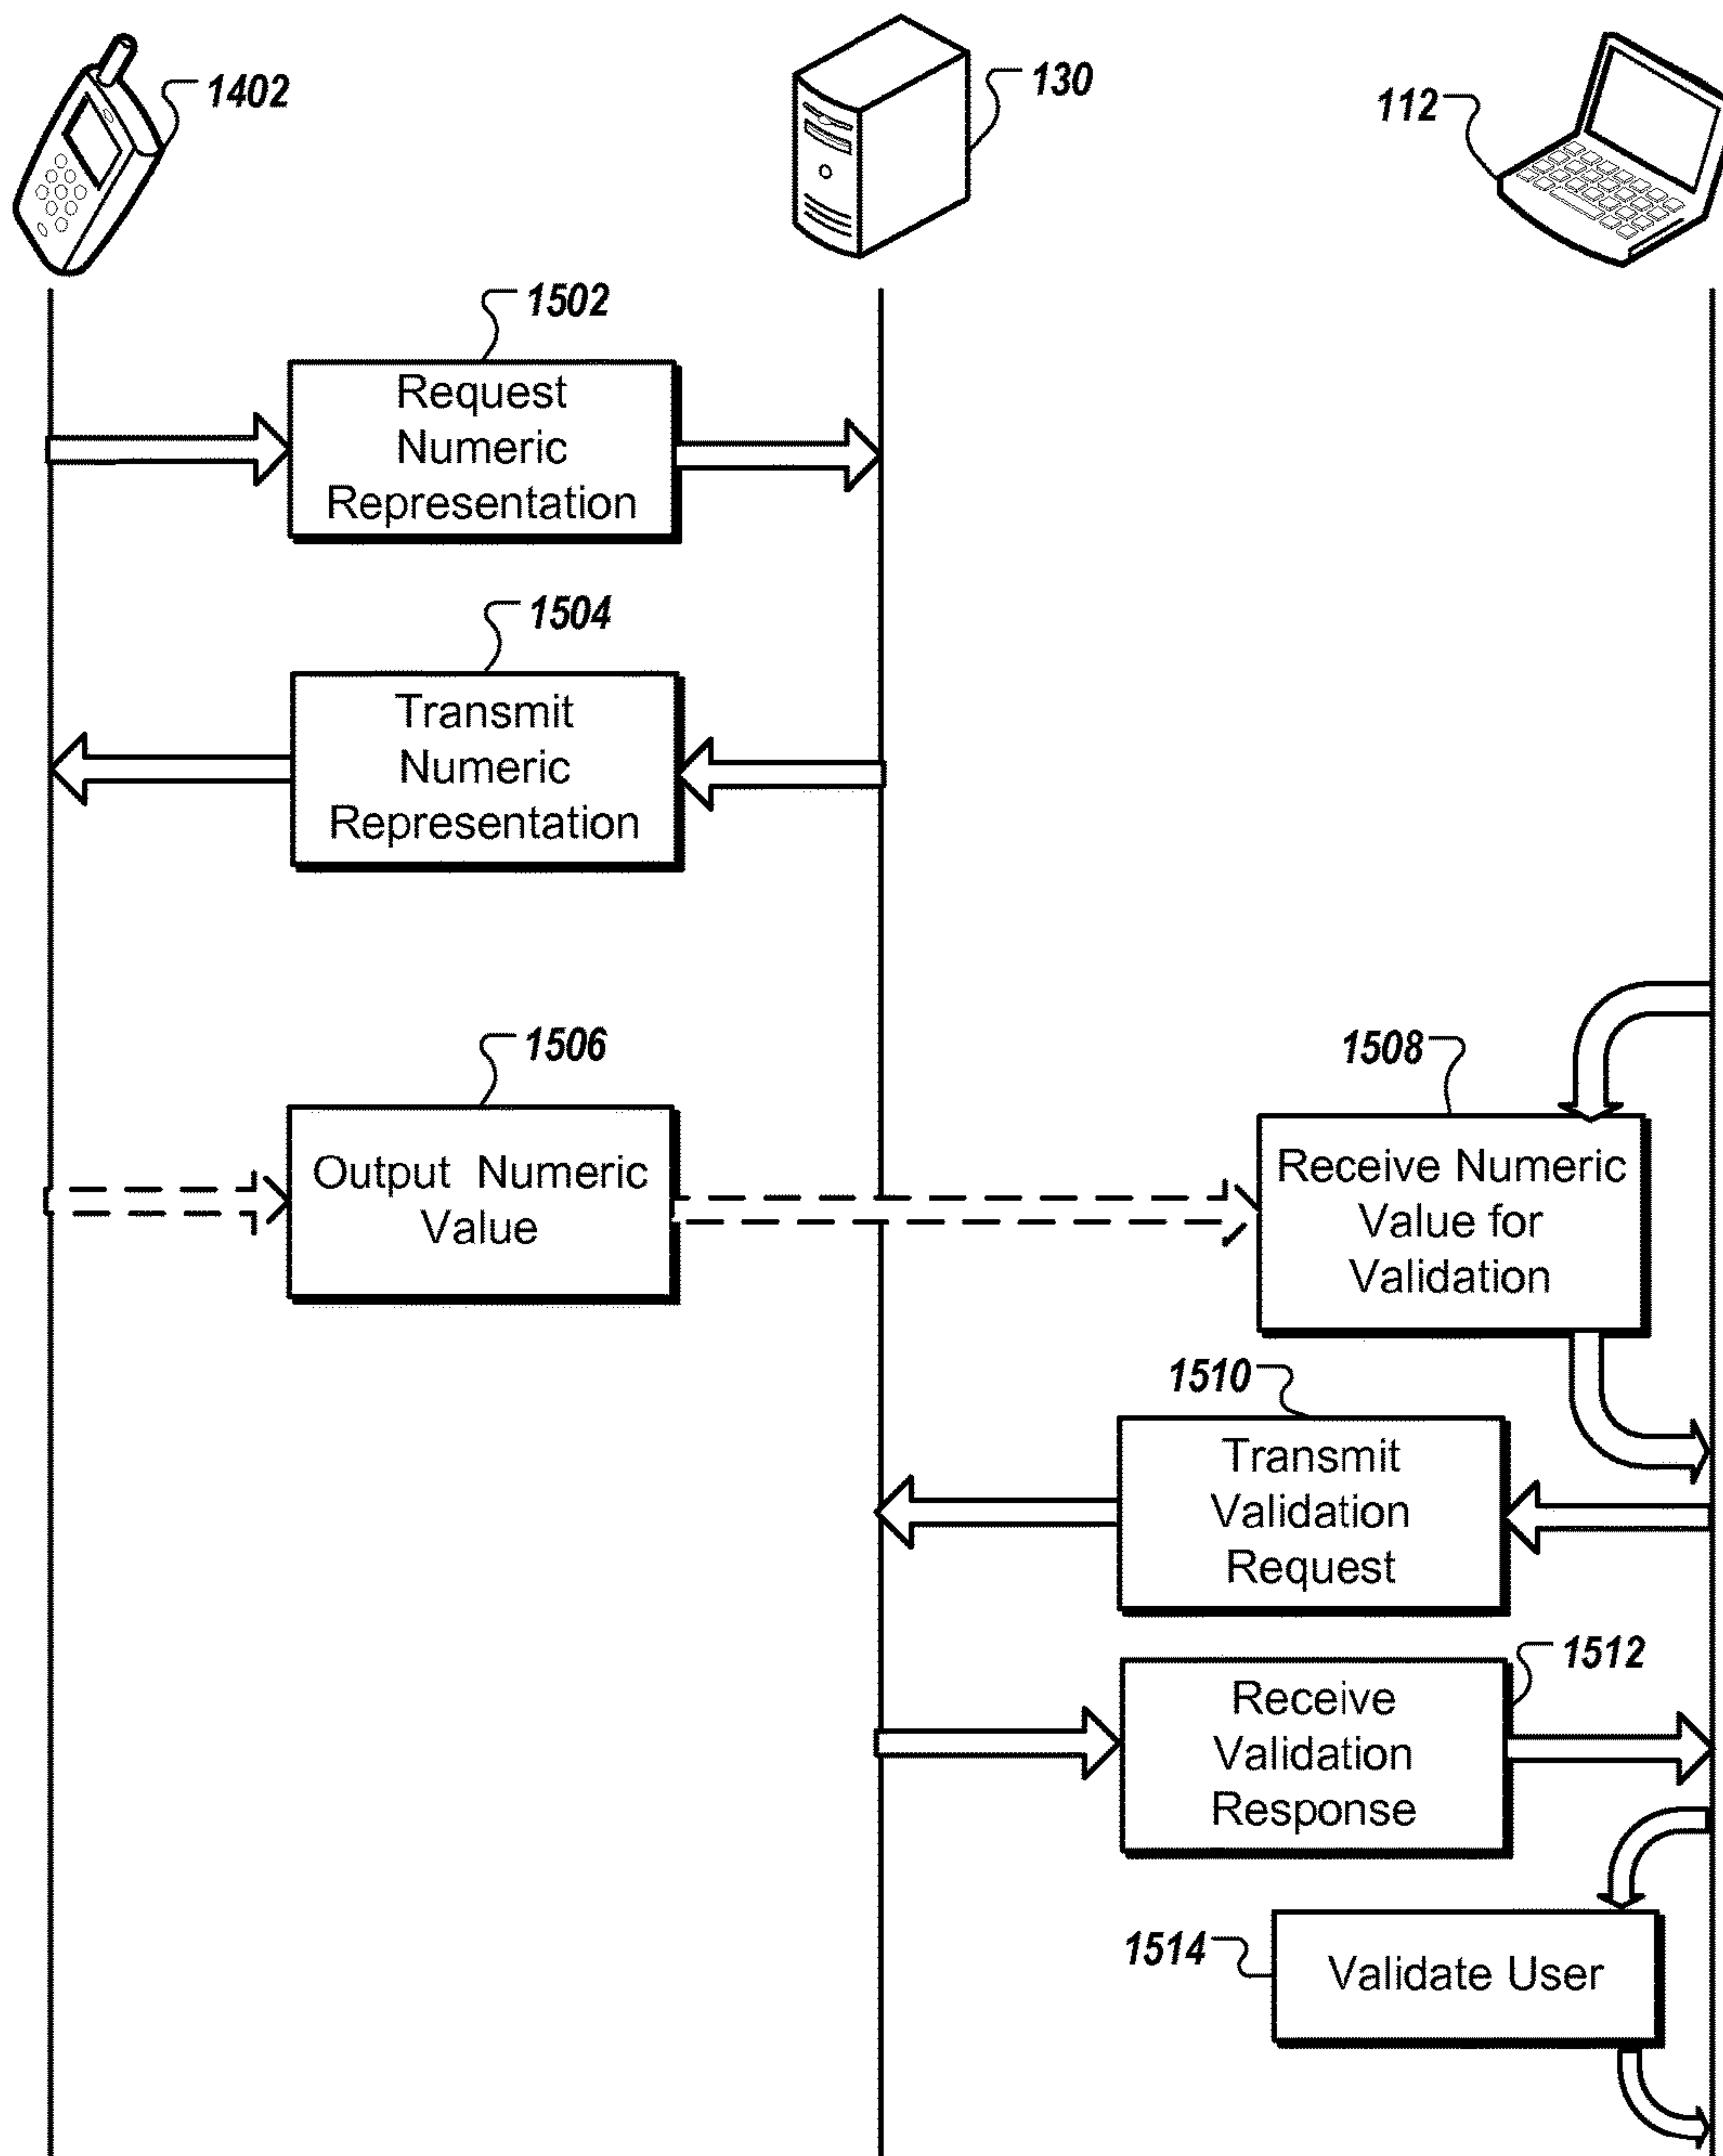 1402
130
112
1502
Request
Numeric
Representation
1504
Transmit
Numeric
Representation
1506
Output Numeric
Value
1508
Receive Numeric
Value for
Validation
1510
Transmit
Validation
Request
1512
Receive
Validation
Response
1514
Validate User